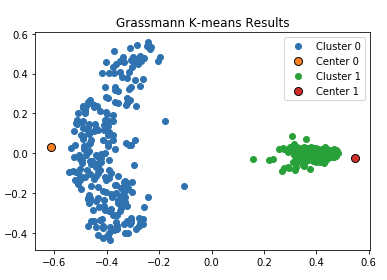 Grassmann K-means Results
Cluster 0
Center 0
Cluster 1
Center 1
0.6
0.4
0.2
0.0
−0.2
−0.4
−0.6 −0.4 −0.2 0.0 0.2 0.4 0.6